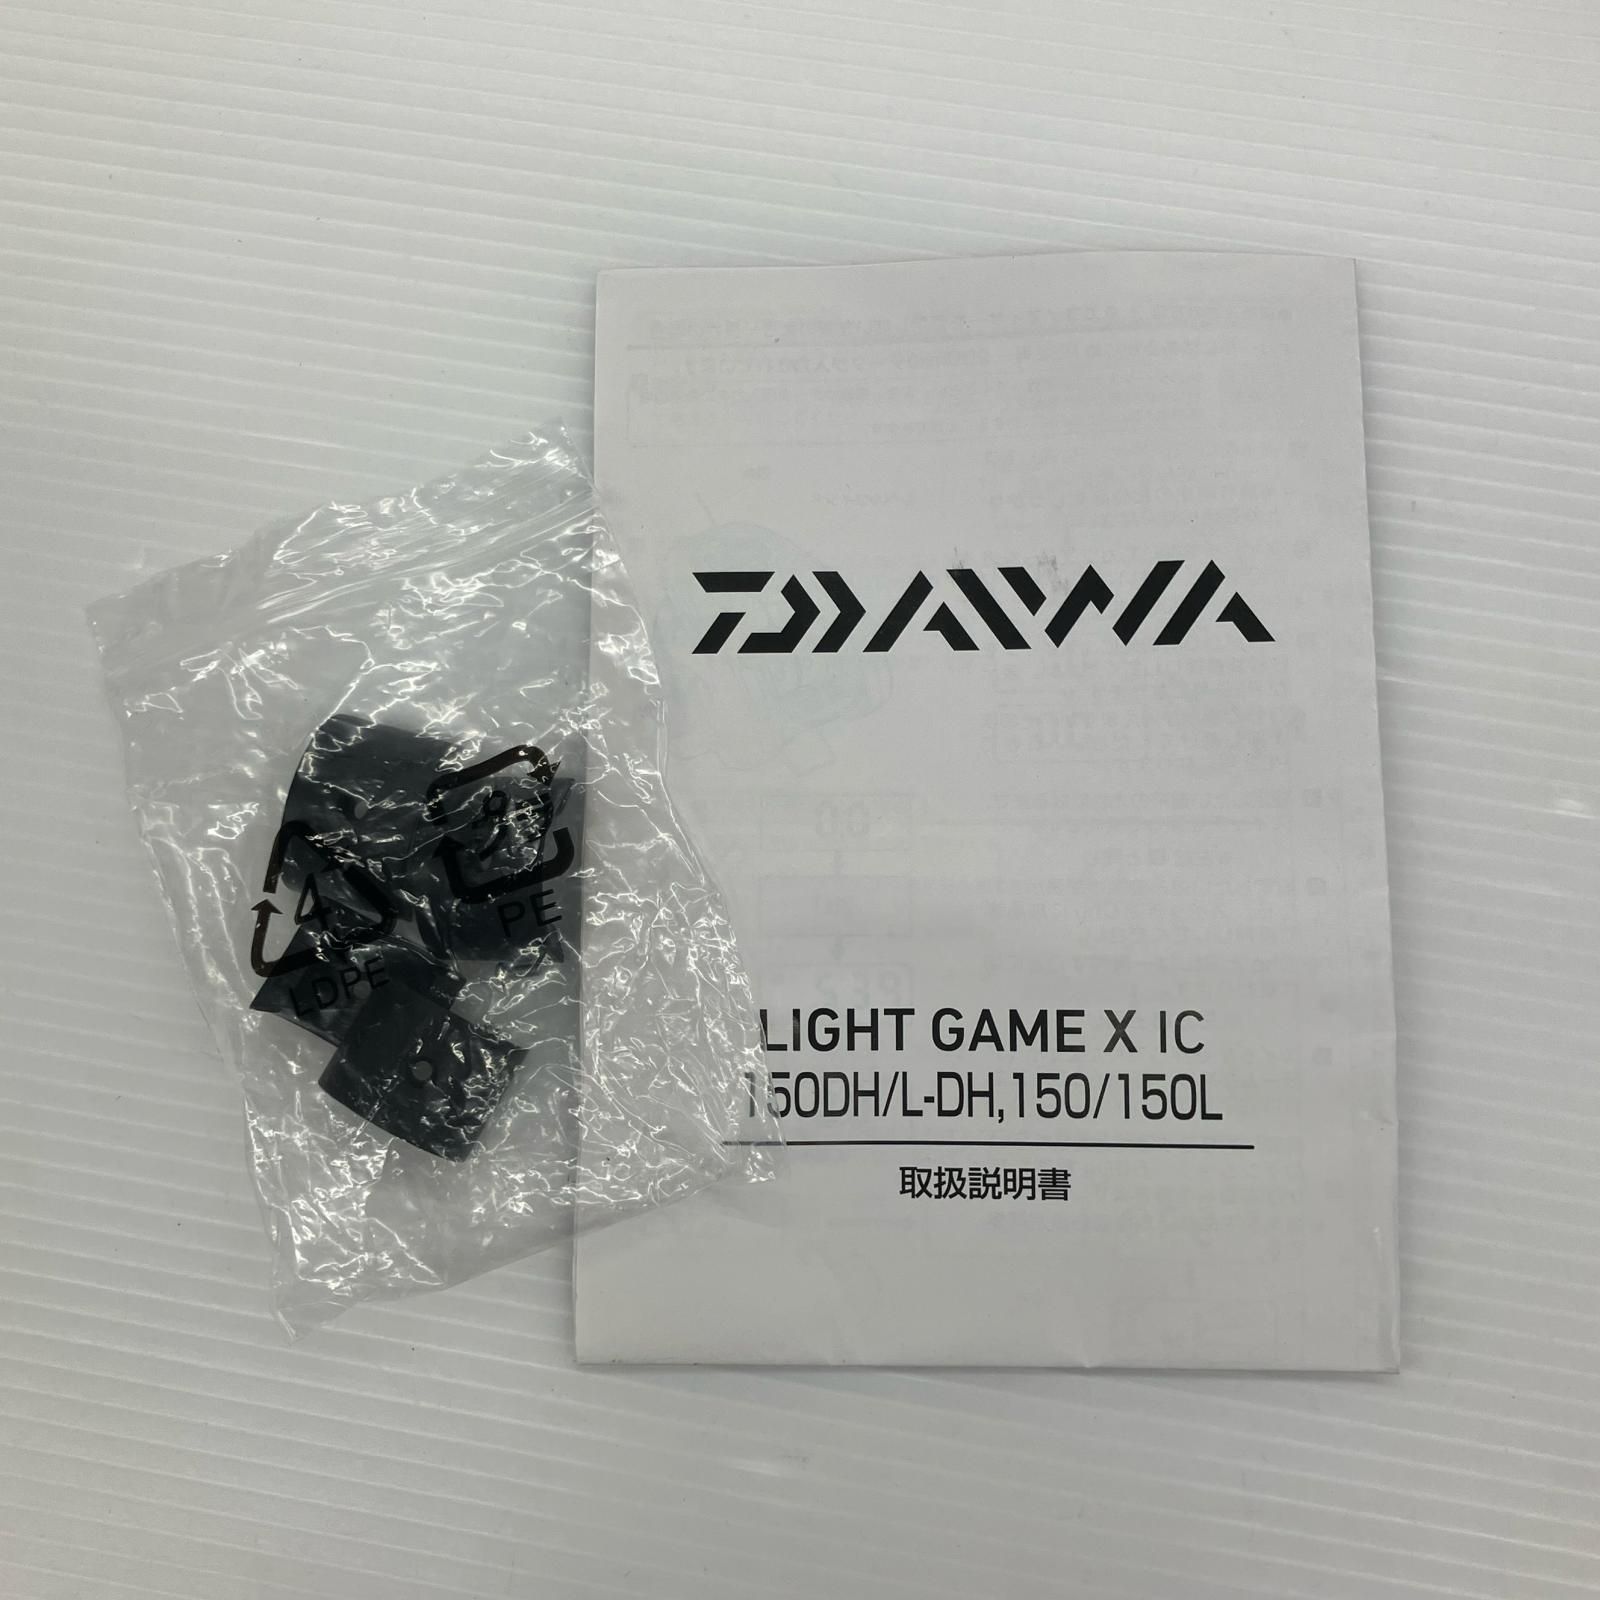 DAIWA
LIGHT GAME X IC
150DH/L-DH,150/150L
取扱説明書
4
LDPE
PE